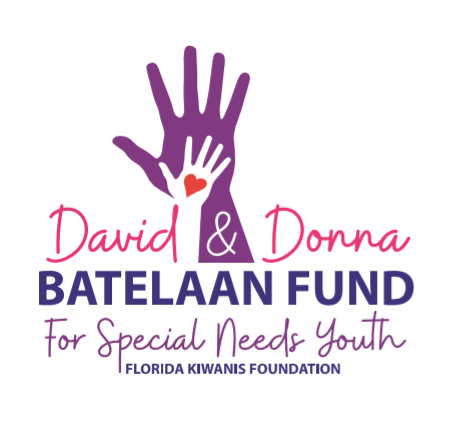 David & Donna
BATELAAN FUND
For Special Needs Youth
FLORIDA KIWANIS FOUNDATION